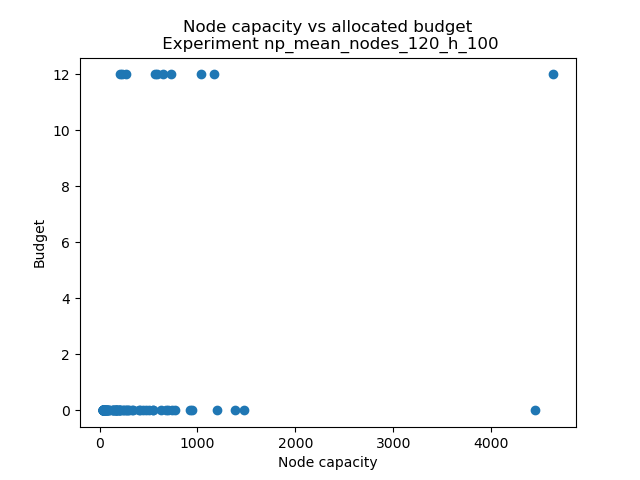 Node capacity vs allocated budget
Experiment np_mean_nodes_120_h_100
12
10
8
6
4
2
0
Budget
0 1000 2000 3000 4000
Node capacity